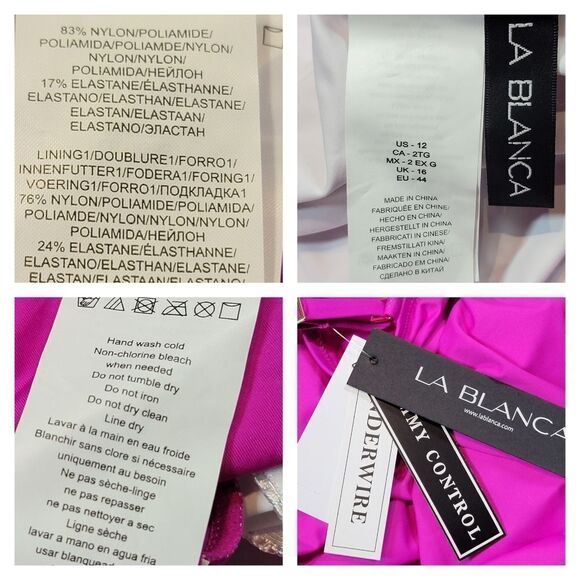 83% NYLON/POLIAMIDE/
POLIAMIDA/POLIAMDE/NYLON/
NYLON/NYLON/
POLIAMIDA/НЕЙЛОН
17% ELASTANE/ÉLASTHANNE/
ELASTANO/ELASTHAN/ELASTANE/
ELASTAN/ELASTAAN/
ELASTANO/ЭЛАСТАН
LINING1/DOUBLURE1/FORRO1/
INNENFUTTER1/FODERA1/FORING1/
VOERING1/FORRO1/ПОДКЛАДКА1
76% NYLON/POLIAMIDE/POLIAMIDA/
POLIAMDE/NYLON/NYLON/NYLON/
POLIAMIDA/НЕЙЛОН
24% ELASTANE/ÉLASTHANNE/
ELASTANO/ELASTHAN/ELASTANE/
ELASTAN/ELASTAAN/ELASTANO/
LA BLANCA
US - 12
CA - 2TG
MX - 2 EX G
UK - 16
EU - 44
MADE IN CHINA
FABRIQUÉE EN CHINE/
HECHO EN CHINA/
HERGESTELLT IN CHINA/
FABBRICATI IN CINESE/
FREMSTILLATI KINA/
MAAKTEN IN CHINA/
FABRICADO EM CHINA/
СДЕЛАНО В КИТАЙ
Hand wash cold
Non-chlorine bleach
when needed
Do not tumble dry
Do not iron
Do not dry clean
Line dry
Lavar à la main en eau froide
Blanchir sans clore si nécessaire
uniquement au besoin
Ne pas sèche-linge
ne pas repasser
ne pas nettoyer a sec
Ligne sèche
lavar a mano en agua fria
usar blanquead
LA BLANCA
www.lablanca.com
NDERWIRE
MMY CONTROL